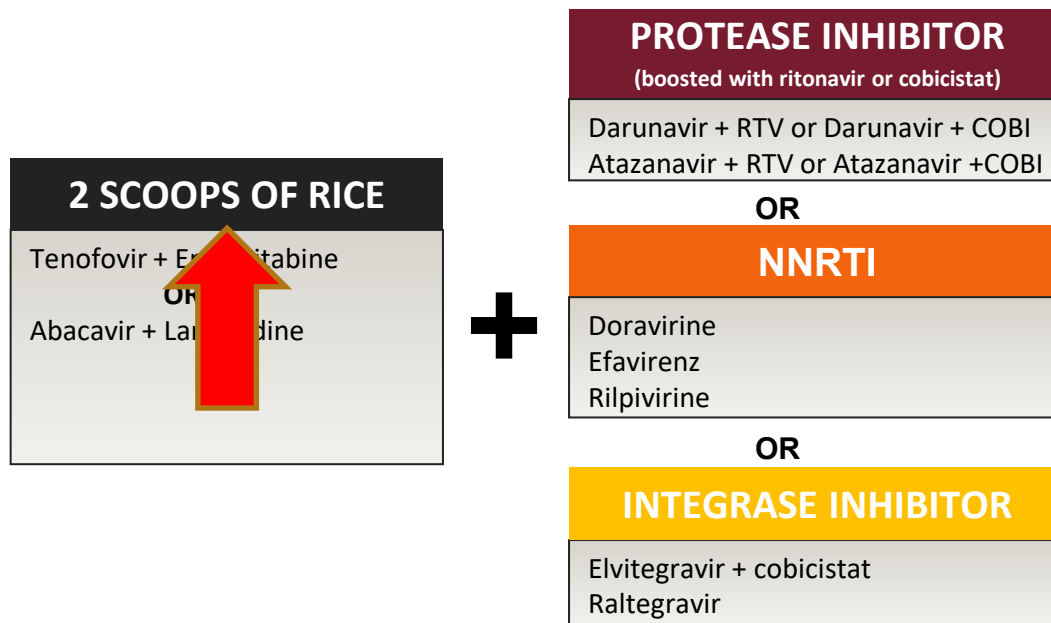 2 SCOOPS OF RICE
Tenofovir +
OR
Abacavir +
PROTEASE INHIBITOR
(boosted with ritonavir or cobicistat)
Darunavir + RTV or Darunavir + COBI
Atazanavir + RTV or Atazanavir +COBI
OR
NNRTI
Doravirine
Efavirenz
Rilpivirine
OR
INTEGRASE INHIBITOR
Elvitegravir + cobicistat
Raltegravir
+